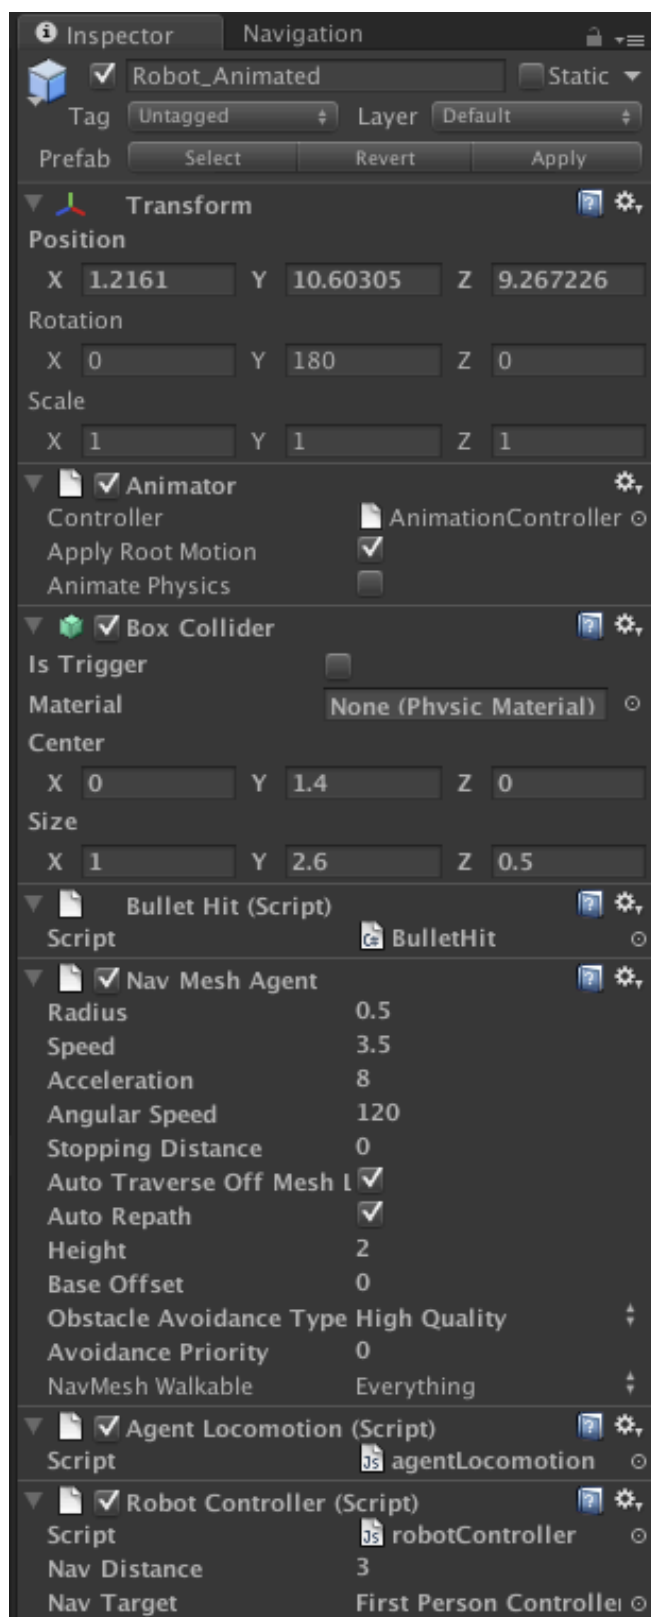 Inspector Navigation
Robot_Animated Static
Tag Untagged Layer Default
Prefab Select Revert Apply
Transform
Position
X 1.2161 Y 10.60305 Z 9.267226
Rotation
X 0 Y 180 Z 0
Scale
X 1 Y 1 Z 1
Animator
Controller AnimationController
Apply Root Motion
Animate Physics
Box Collider
Is Trigger
Material None (Physic Material)
Center
X 0 Y 1.4 Z 0
Size
X 1 Y 2.6 Z 0.5
Bullet Hit (Script)
Script C# BulletHit
Nav Mesh Agent
Radius 0.5
Speed 3.5
Acceleration 8
Angular Speed 120
Stopping Distance 0
Auto Traverse Off Mesh L
Auto Repath
Height 2
Base Offset 0
Obstacle Avoidance Type High Quality
Avoidance Priority 0
NavMesh Walkable Everything
Agent Locomotion (Script)
Script Js agentLocomotion
Robot Controller (Script)
Script Js robotController
Nav Distance 3
Nav Target First Person Controller